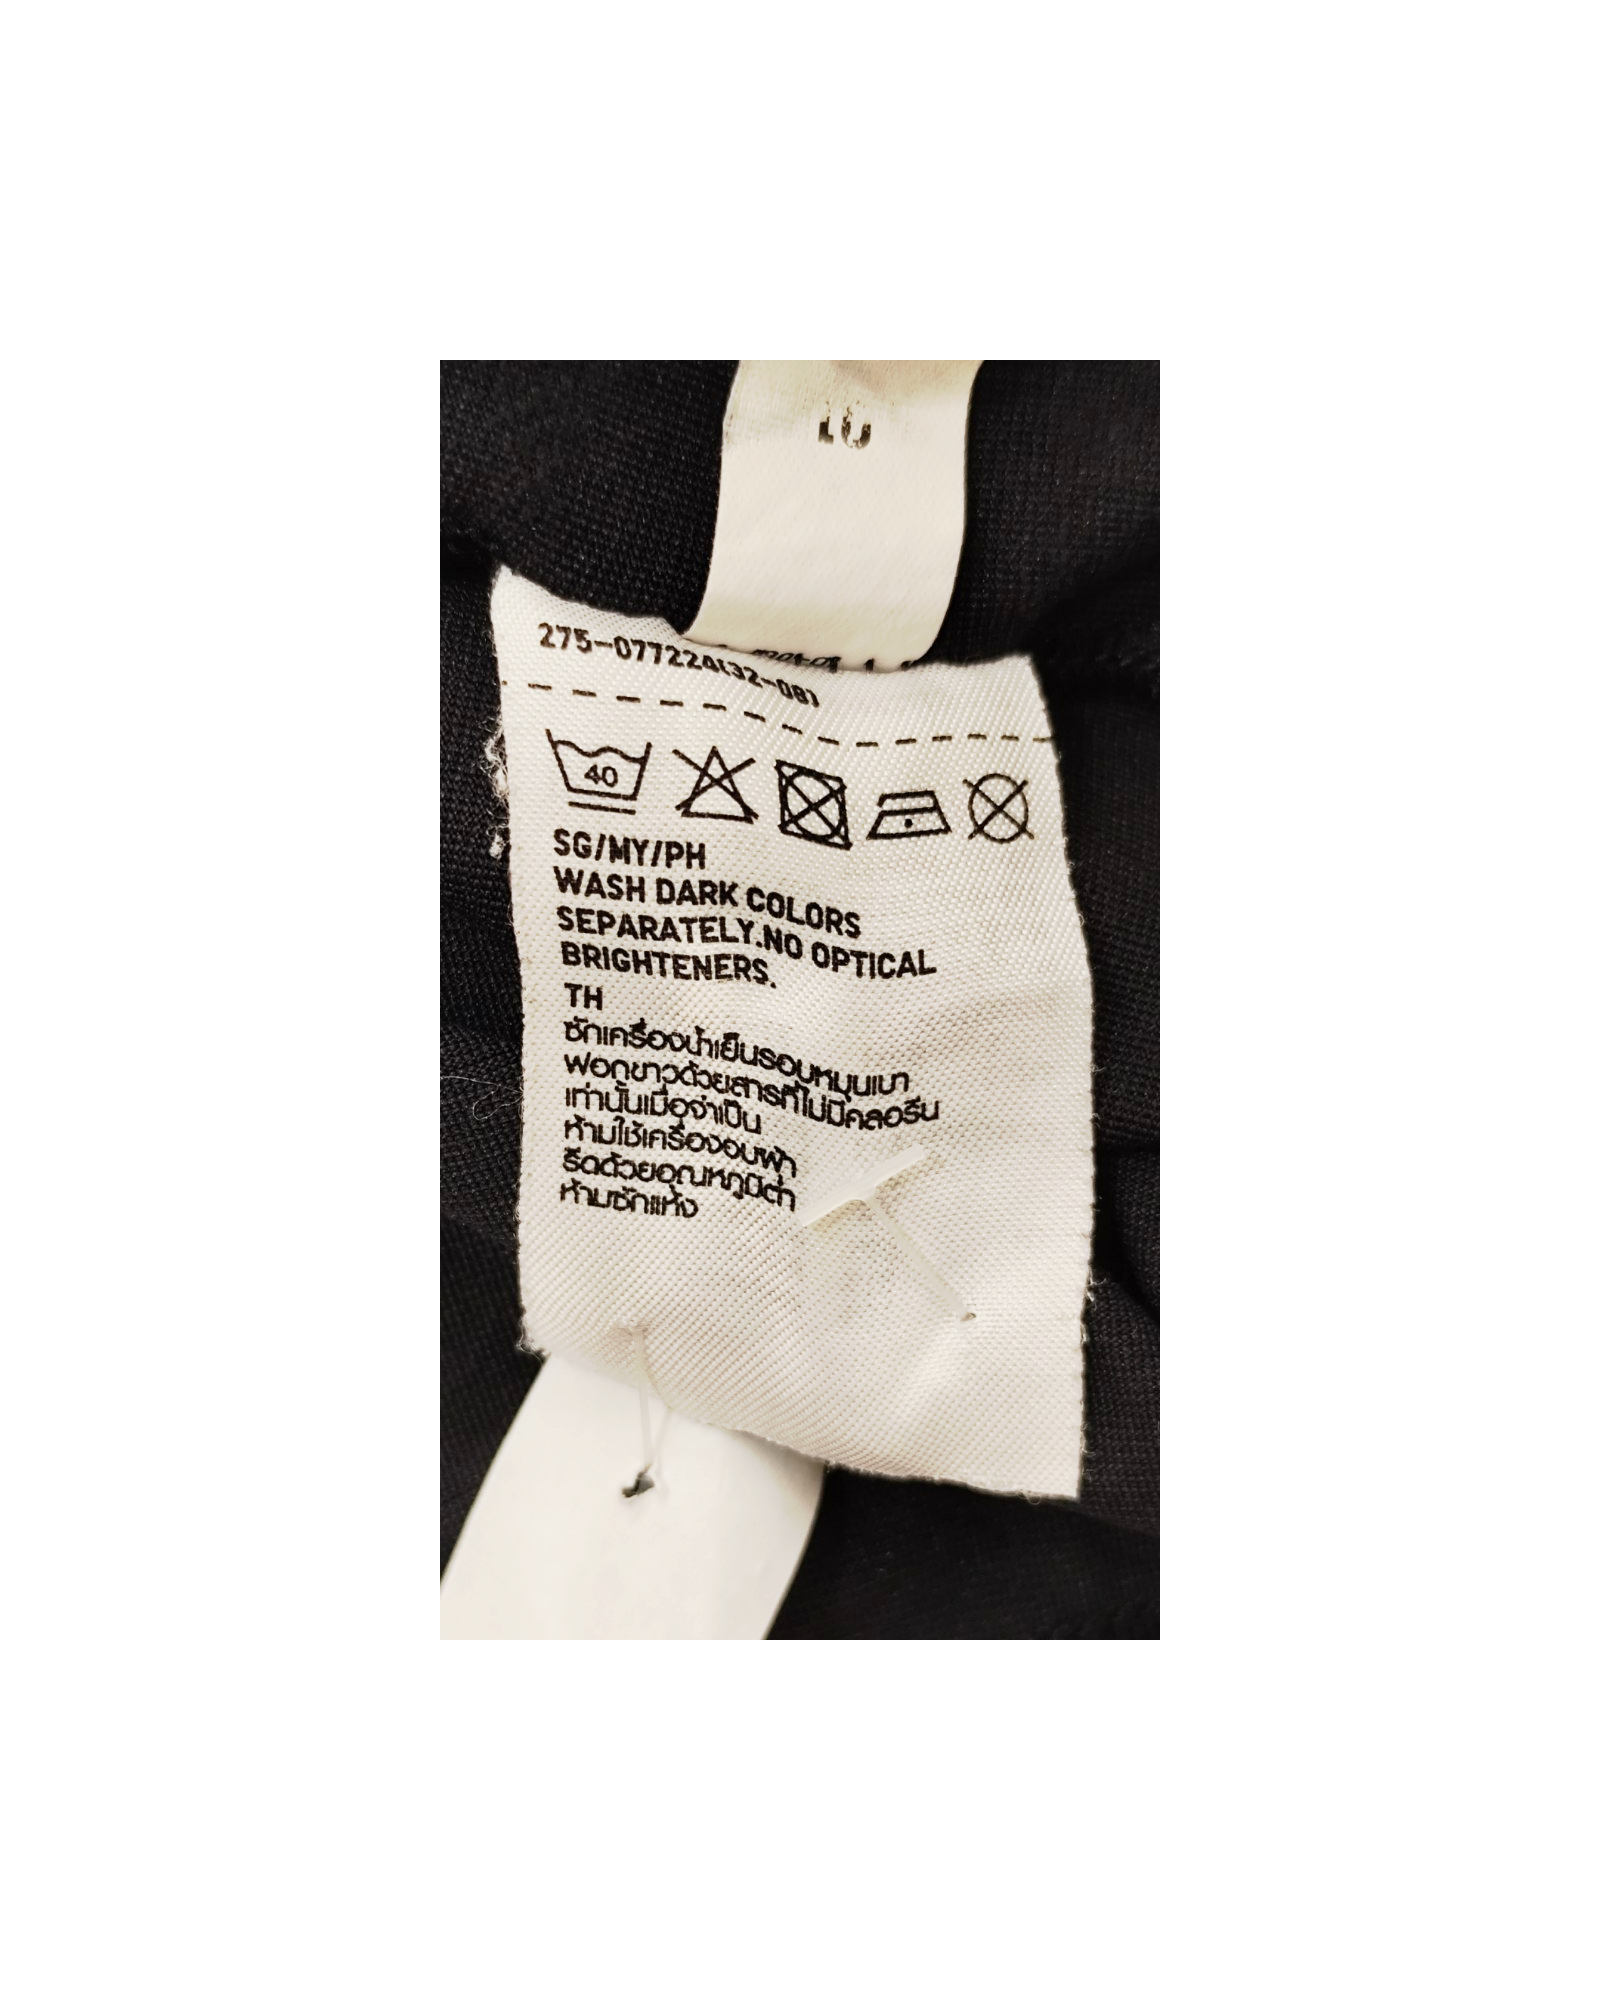 10
275-077224(32-08)
40
SG/MY/PH
WASH DARK COLORS
SEPARATELY.NO OPTICAL
BRIGHTENERS.
TH
ซักเครื่องน้ำเย็นรอบหมุนเบา
ฟอกขาวด้วยสารที่ไม่มีคลอรีน
เท่านั้นเมื่อจำเป็น
ห้ามใช้เครื่องอบผ้า
รีดด้วยอุณหภูมิต่ำ
ห้ามซักแห้ง